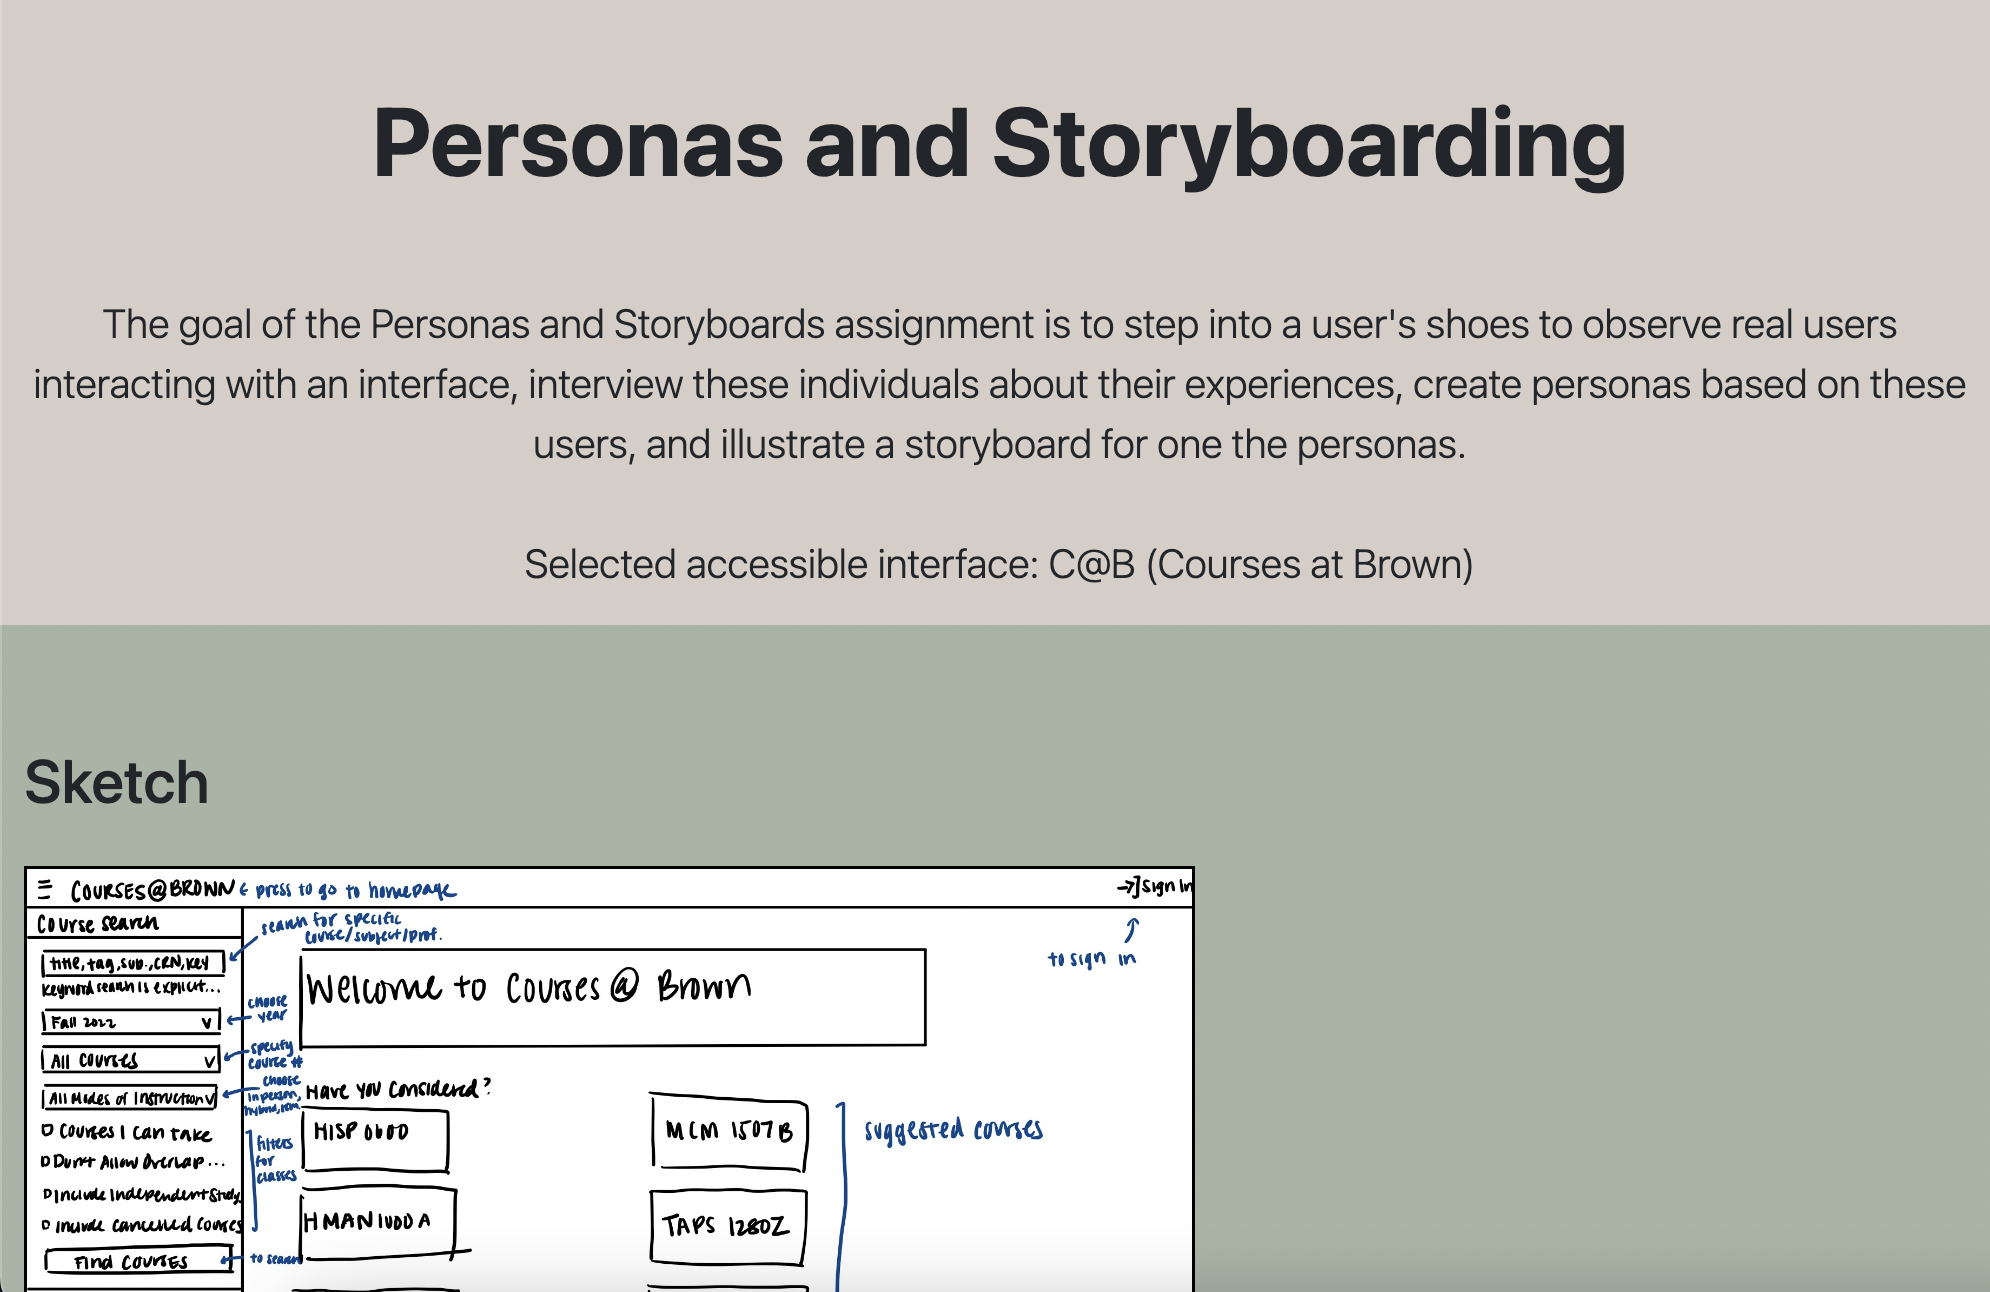 Personas and Storyboarding
The goal of the Personas and Storyboards assignment is to step into a user's shoes to observe real users
interacting with an interface, interview these individuals about their experiences, create personas based on these
users, and illustrate a storyboard for one the personas.
Selected accessible interface: C@B (Courses at Brown)
Sketch
COURSES@BROWN ← press to go to homepage
Sign In
Course search
search for specific
course/subject/prof.
to sign in
title, tag, sub., CRN, key
keyword search is explicit...
Welcome to Courses @ Brown
choose
year
Fall 2022
specify
course #
All Courses
choose
in person,
All Modes of Instruction
Have you considered?
Courses I can take
Don't Allow Overlap...
Include Independent Study
Include cancelled courses
filters
for
classes
HISP 0600
MCM 1507B
suggested courses
HMAN1000A
TAPS 1280Z
Find Courses
to search